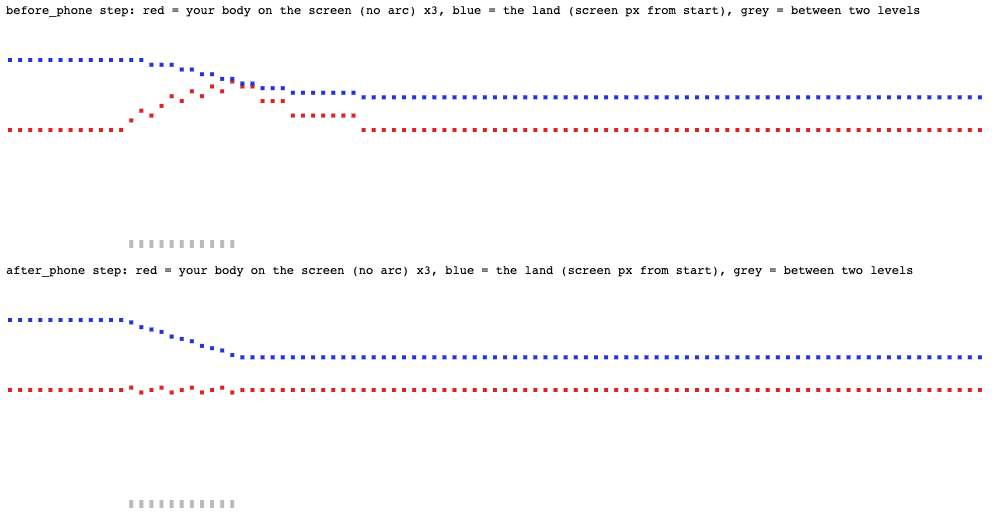 before_phone step: red = your body on the screen (no arc) x3, blue = the land (screen px from start), grey = between two levels
after_phone step: red = your body on the screen (no arc) x3, blue = the land (screen px from start), grey = between two levels